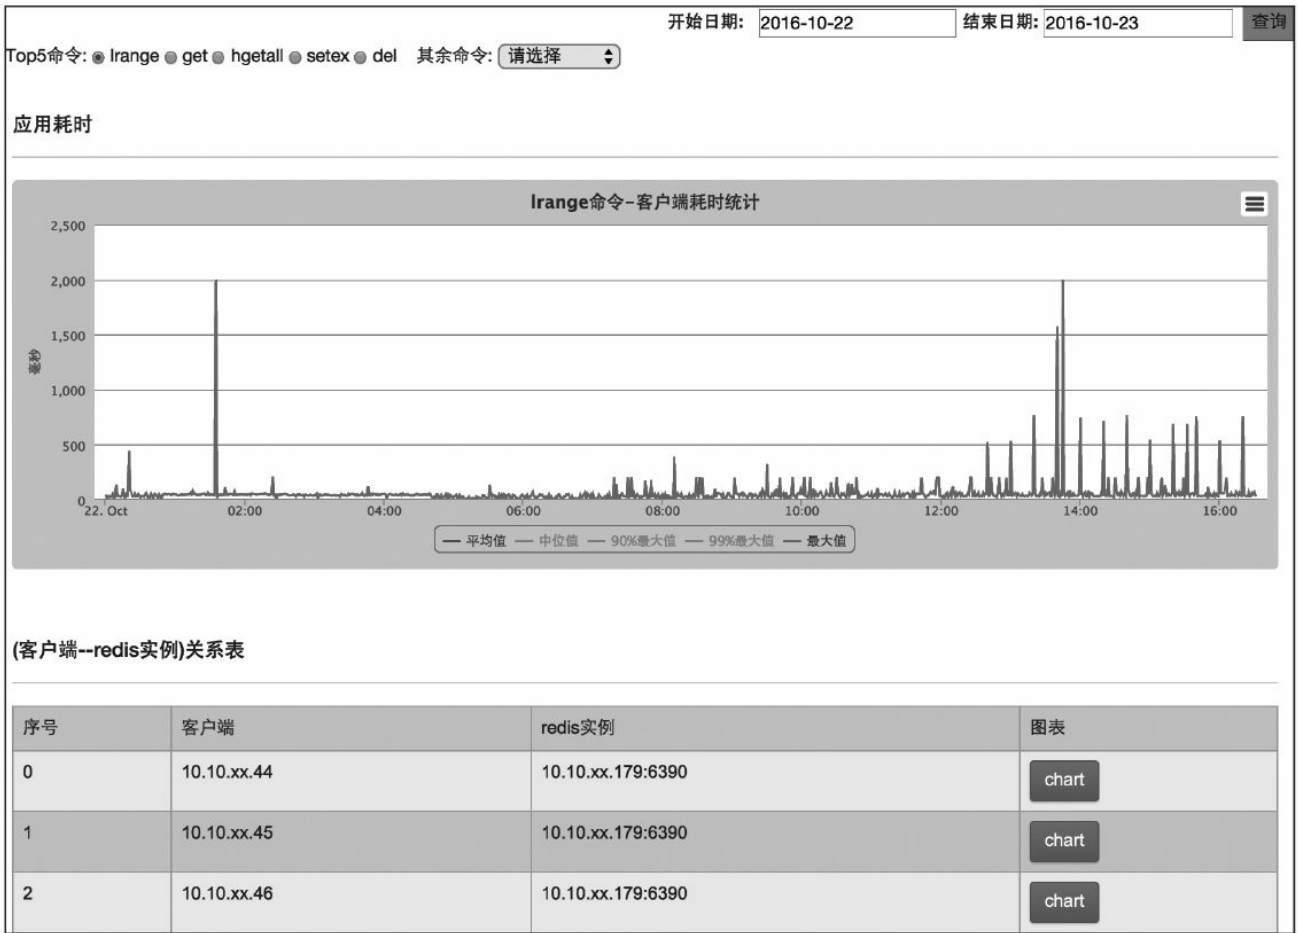 开始日期: 2016-10-22 结束日期: 2016-10-23 查询
Top5命令: lrange get hgetall setex del 其余命令: 请选择
应用耗时
lrange命令-客户端耗时统计
2,500
2,000
1,500
1,000
500
0
毫秒
22. Oct 02:00 04:00 06:00 08:00 10:00 12:00 14:00 16:00
平均值 中位值 90%最大值 99%最大值 最大值
(客户端--redis实例)关系表
序号 客户端 redis实例 图表
0 10.10.xx.44 10.10.xx.179:6390 chart
1 10.10.xx.45 10.10.xx.179:6390 chart
2 10.10.xx.46 10.10.xx.179:6390 chart